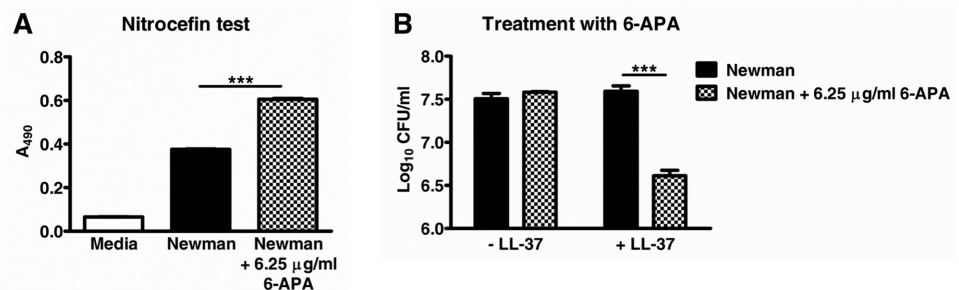 A
Nitrocefin test
0.8
0.6
0.4
0.2
0.0
A490
***
Media
Newman
Newman
+ 6.25 µg/ml
6-APA
B
Treatment with 6-APA
8.0
7.5
7.0
6.5
6.0
Log10 CFU/ml
***
- LL-37
+ LL-37
Newman
Newman + 6.25 µg/ml 6-APA